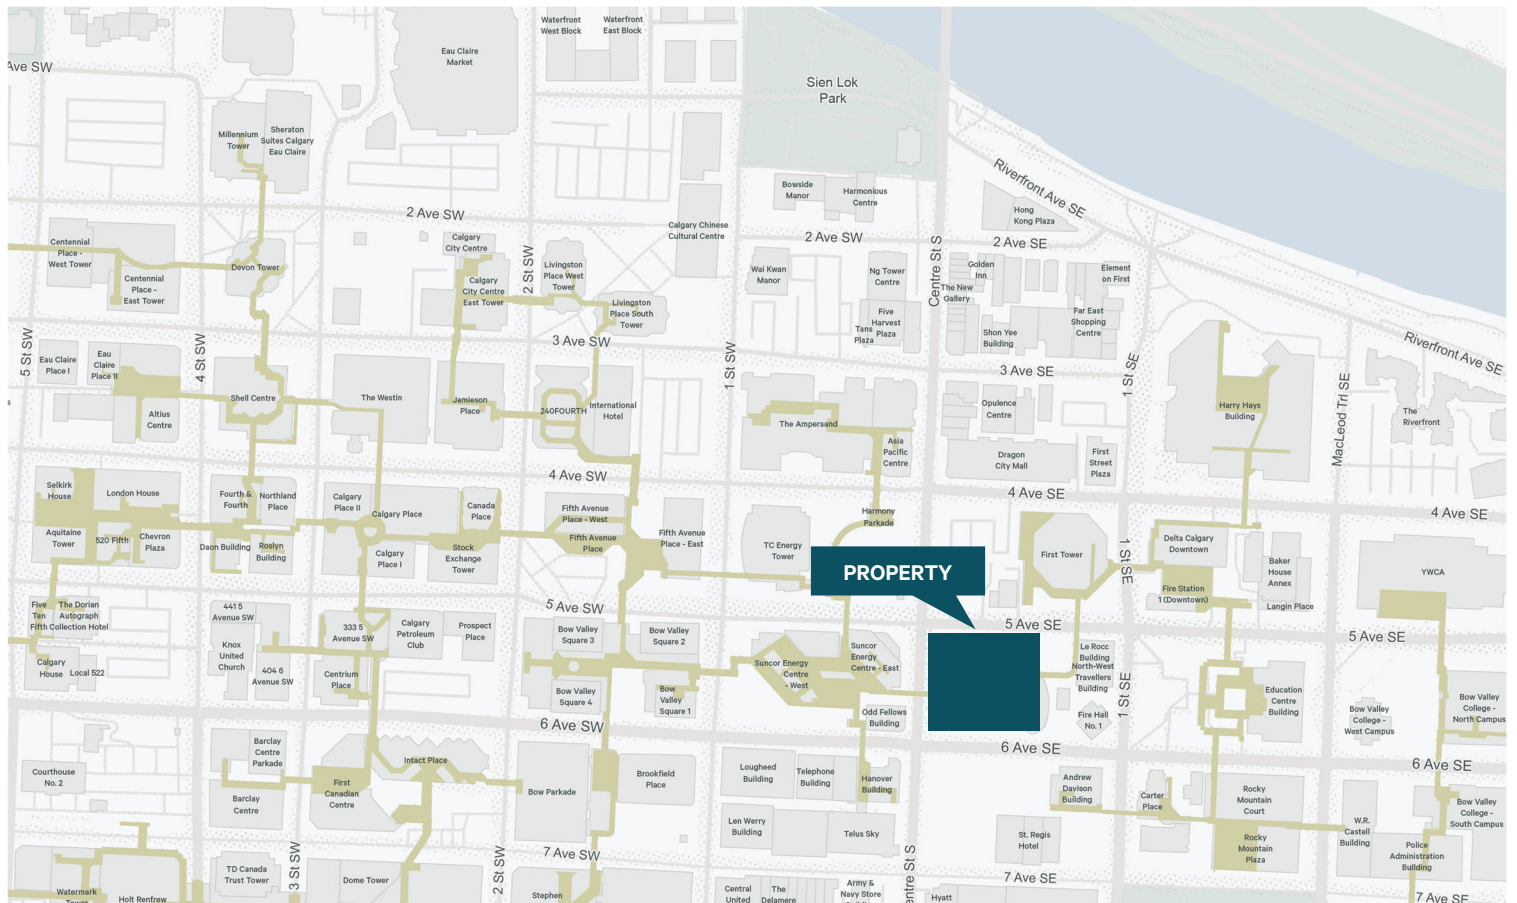 Waterfront
West Block
Waterfront
East Block
Eau Claire
Market
Ave SW
Sien Lok
Park
Millennium
Tower
Sheraton
Suites Calgary
Eau Claire
Riverfront Ave SE
Bowside
Manor
Harmonious
Centre
Hong
Kong Plaza
2 Ave SW
Calgary Chinese
Cultural Centre
2 Ave SW
2 Ave SE
Centennial
Place -
West Tower
Calgary
City Centre
Devon Tower
Centennial
Place -
East Tower
Calgary
City Centre
East Tower
2 St SW
Livingston
Place West
Tower
Livingston
Place South
Tower
Wai Kwan
Manor
Ng Tower
Centre
Centre St S
Golden
Inn
The New
Gallery
Element
on First
Five
Harvest
Plaza
Tans
Plaza
Shon Yee
Building
Far East
Shopping
Centre
3 Ave SW
Riverfront Ave SE
5 St SW
4 St SW
1 St SW
3 Ave SE
1 St SE
Eau Claire
Place I
Eau
Claire
Place II
Altius
Centre
Shell Centre
The Westin
Jamieson
Place
240FOURTH
International
Hotel
The Ampersand
Asia
Pacific
Centre
Opulence
Centre
Dragon
City Mall
First
Street
Plaza
Harry Hays
Building
MacLeod Trl SE
The
Riverfront
s
4 Ave SW
4 Ave SE
4 Ave SE
Selkirk
House
London House
Fourth &
Fourth
Northland
Place
Calgary
Place II
Calgary Place
Canada
Place
Fifth Avenue
Place - West
Fifth Avenue
Place
Fifth Avenue
Place - East
Harmony
Parkade
TC Energy
Tower
Aquitaine
Tower
520 Fifth
Chevron
Plaza
Daon Building
Roslyn
Building
Calgary
Place I
Stock
Exchange
Tower
PROPERTY
First Tower
1 St SE
Delta Calgary
Downtown
Fire Station
1 (Downtown)
Baker
House
Annex
Langin Place
YWCA
5 Ave SW
5 Ave SE
5 Ave SE
Five
Ten
Fifth
The Dorian
Autograph
Collection Hotel
441 5
Avenue SW
333 5
Avenue SW
Calgary
Petroleum
Club
Prospect
Place
Bow Valley
Square 3
Bow Valley
Square 2
Knox
United
Church
404 6
Avenue SW
Centrium
Place
Calgary
House
Local 522
Bow Valley
Square 4
Bow
Valley
Square 1
Suncor Energy
Centre
- West
Suncor
Energy
Centre - East
Odd Fellows
Building
Le Rocc
Building
North-West
Travellers
Building
Fire Hall
No. 1
1 St SE
Education
Centre
Building
Bow Valley
College -
West Campus
Bow Valley
College -
North Campus
6 Ave SW
6 Ave SE
6 Ave SE
Courthouse
No. 2
Barclay
Centre
Parkade
Barclay
Centre
First
Canadian
Centre
Intact Place
Bow Parkade
Brookfield
Place
Lougheed
Building
Telephone
Building
Hanover
Building
Len Werry
Building
Telus Sky
Andrew
Davison
Building
Carter
Place
Rocky
Mountain
Court
Rocky
Mountain
Plaza
St. Regis
Hotel
W.R.
Castell
Building
Police
Administration
Building
Bow Valley
College -
South Campus
7 Ave SW
7 Ave SE
7 Ave SE
3 St SW
2 St SW
entre St S
TD Canada
Trust Tower
Dome Tower
Stephen
Watermark
Tower
Holt Renfrew
Central
United
The
Delamere
Army &
Navy Store
Hyatt